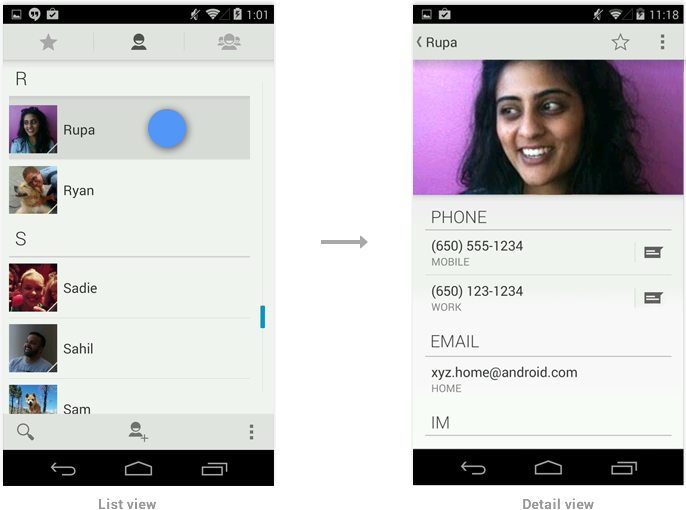 1:01
R
Rupa
Ryan
S
Sadie
Sahil
Sam
List view
11:18
Rupa
PHONE
(650) 555-1234
MOBILE
(650) 123-1234
WORK
EMAIL
xyz.home@android.com
HOME
IM
Detail view